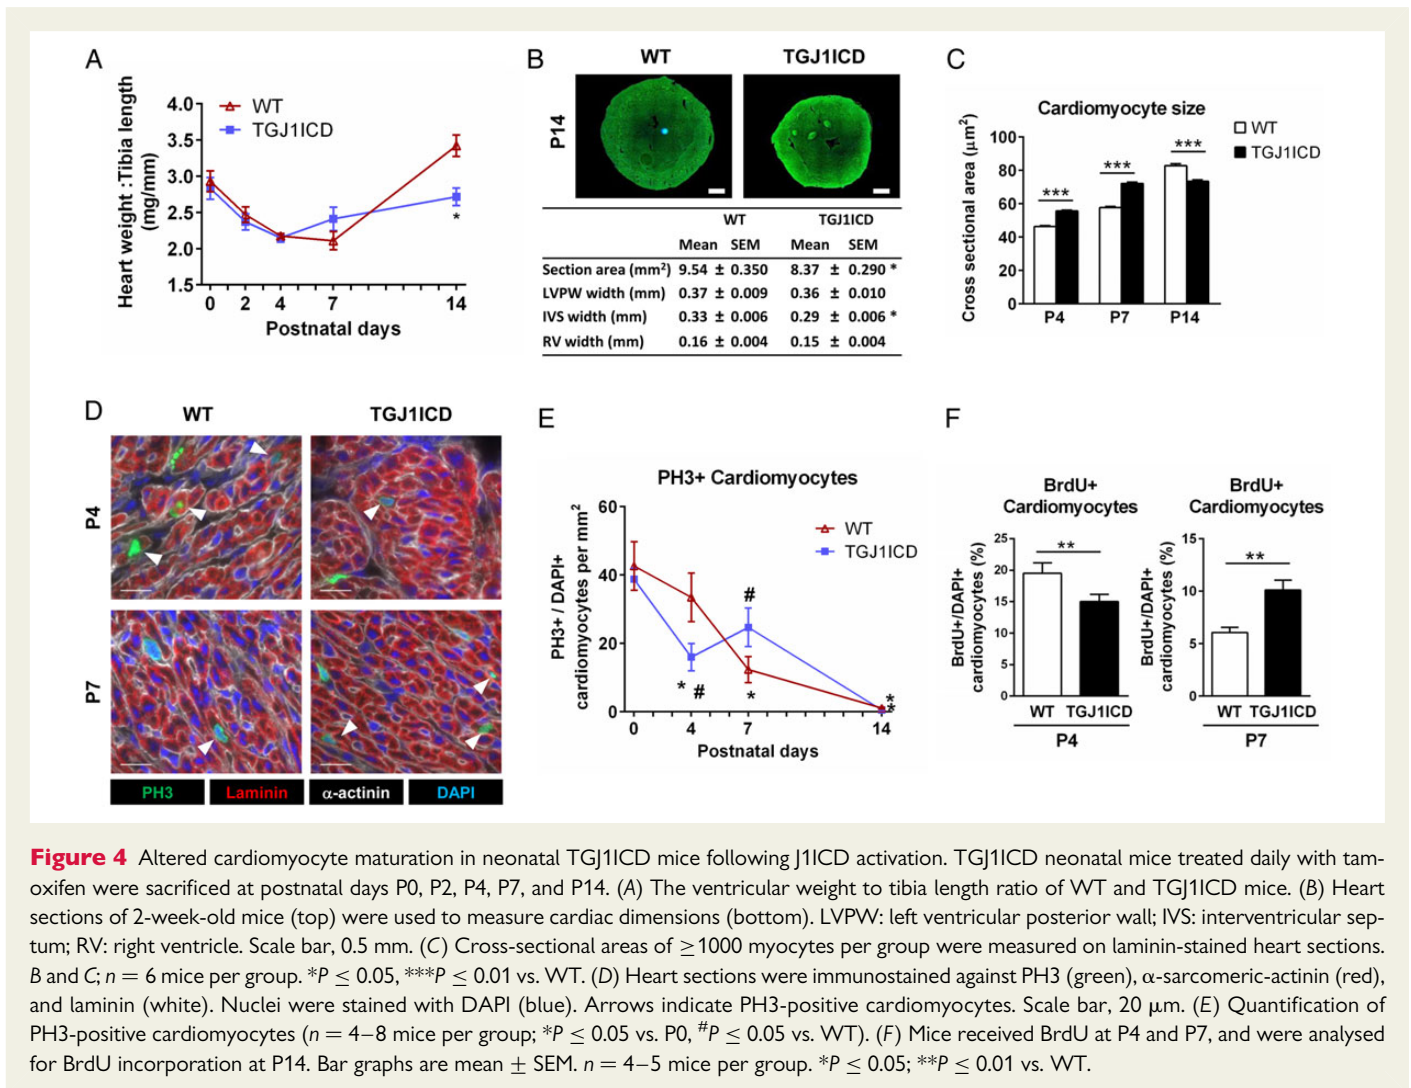 A
Heart weight :Tibia length
(mg/mm)
4.0
3.5
3.0
2.5
2.0
1.5
WT
TGJ1ICD
*
0 2 4 7 14
Postnatal days
B
WT TGJ1ICD
P14
WT TGJ1ICD
Mean SEM Mean SEM
Section area (mm²) 9.54 ± 0.350 8.37 ± 0.290 *
LVPW width (mm) 0.37 ± 0.009 0.36 ± 0.010
IVS width (mm) 0.33 ± 0.006 0.29 ± 0.006 *
RV width (mm) 0.16 ± 0.004 0.15 ± 0.004
C
Cardiomyocyte size
Cross sectional area (μm²)
100
80
60
40
20
0
*** *** ***
WT
TGJ1ICD
P4 P7 P14
D
WT TGJ1ICD
P4
P7
PH3 Laminin α-actinin DAPI
E
PH3+ Cardiomyocytes
PH3+ / DAPI+
cardiomyocytes per mm²
60
40
20
0
WT
TGJ1ICD
#
* #
*
*
*
0 4 7 14
Postnatal days
F
BrdU+
Cardiomyocytes
BrdU+/DAPI+
cardiomyocytes (%)
25
20
15
10
5
0
**
WT TGJ1ICD
P4
BrdU+
Cardiomyocytes
BrdU+/DAPI+
cardiomyocytes (%)
15
10
5
0
**
WT TGJ1ICD
P7
Figure 4 Altered cardiomyocyte maturation in neonatal TGJ1ICD mice following J1ICD activation. TGJ1ICD neonatal mice treated daily with tam-
oxifen were sacrificed at postnatal days P0, P2, P4, P7, and P14. (A) The ventricular weight to tibia length ratio of WT and TGJ1ICD mice. (B) Heart
sections of 2-week-old mice (top) were used to measure cardiac dimensions (bottom). LVPW: left ventricular posterior wall; IVS: interventricular sep-
tum; RV: right ventricle. Scale bar, 0.5 mm. (C) Cross-sectional areas of ≥1000 myocytes per group were measured on laminin-stained heart sections.
B and C; n = 6 mice per group. *P ≤ 0.05, ***P ≤ 0.01 vs. WT. (D) Heart sections were immunostained against PH3 (green), α-sarcomeric-actinin (red),
and laminin (white). Nuclei were stained with DAPI (blue). Arrows indicate PH3-positive cardiomyocytes. Scale bar, 20 μm. (E) Quantification of
PH3-positive cardiomyocytes (n = 4–8 mice per group; *P ≤ 0.05 vs. P0, #P ≤ 0.05 vs. WT). (F) Mice received BrdU at P4 and P7, and were analysed
for BrdU incorporation at P14. Bar graphs are mean ± SEM. n = 4–5 mice per group. *P ≤ 0.05; **P ≤ 0.01 vs. WT.